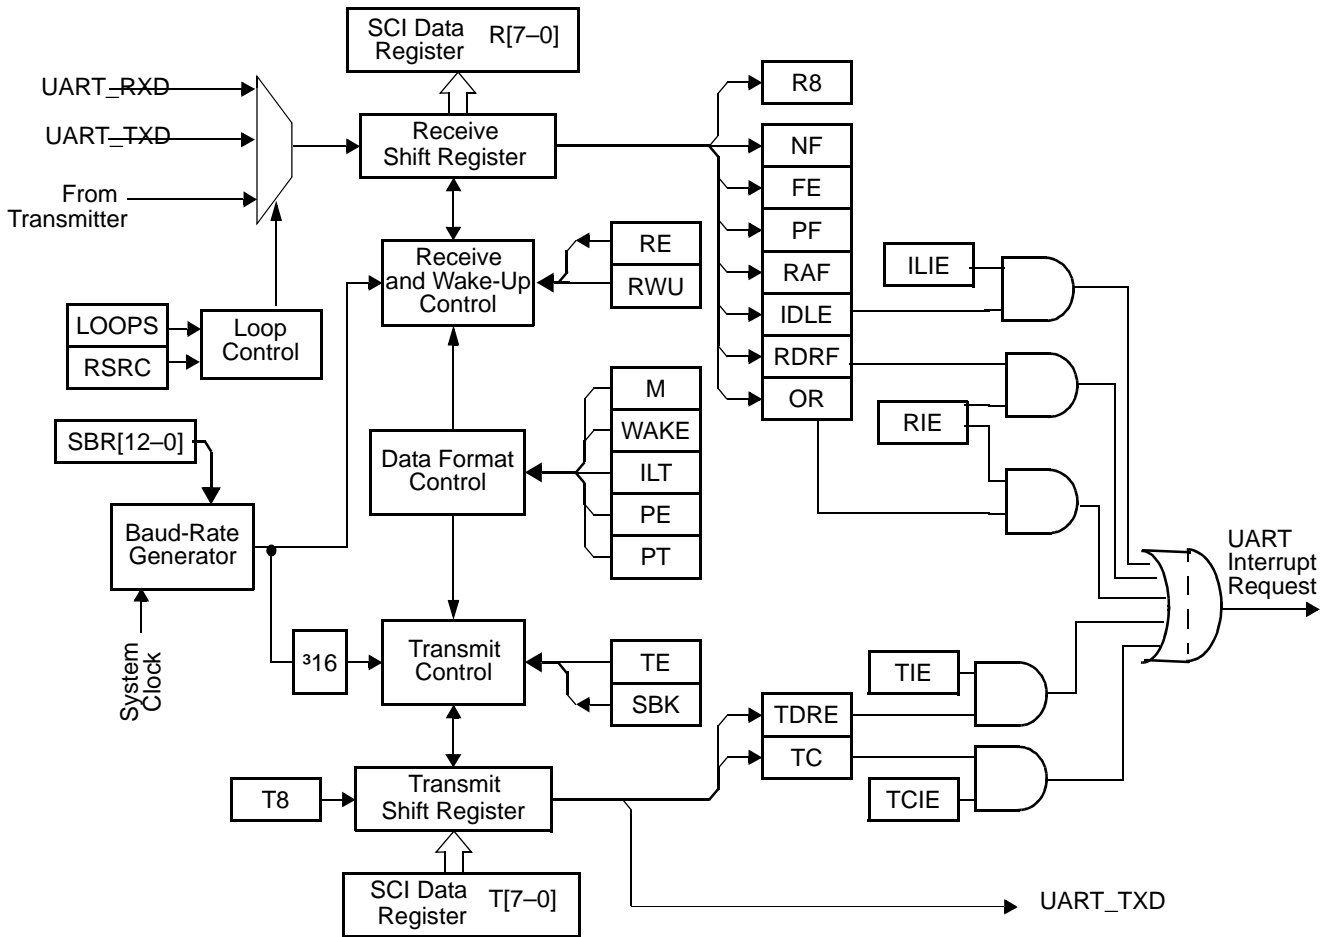 SCI Data
Register
R[7–0]
UART_RXD
UART_TXD
From
Transmitter
Receive
Shift Register
R8
NF
FE
PF
RAF
IDLE
RDRF
OR
RE
RWU
Receive
and Wake-Up
Control
ILIE
RIE
LOOPS
RSRC
Loop
Control
SBR[12–0]
M
WAKE
ILT
PE
PT
Data Format
Control
Baud-Rate
Generator
System
Clock
UART
Interrupt
Request
³16
Transmit
Control
TE
SBK
TIE
TDRE
TC
TCIE
T8
Transmit
Shift Register
SCI Data
Register
T[7–0]
UART_TXD